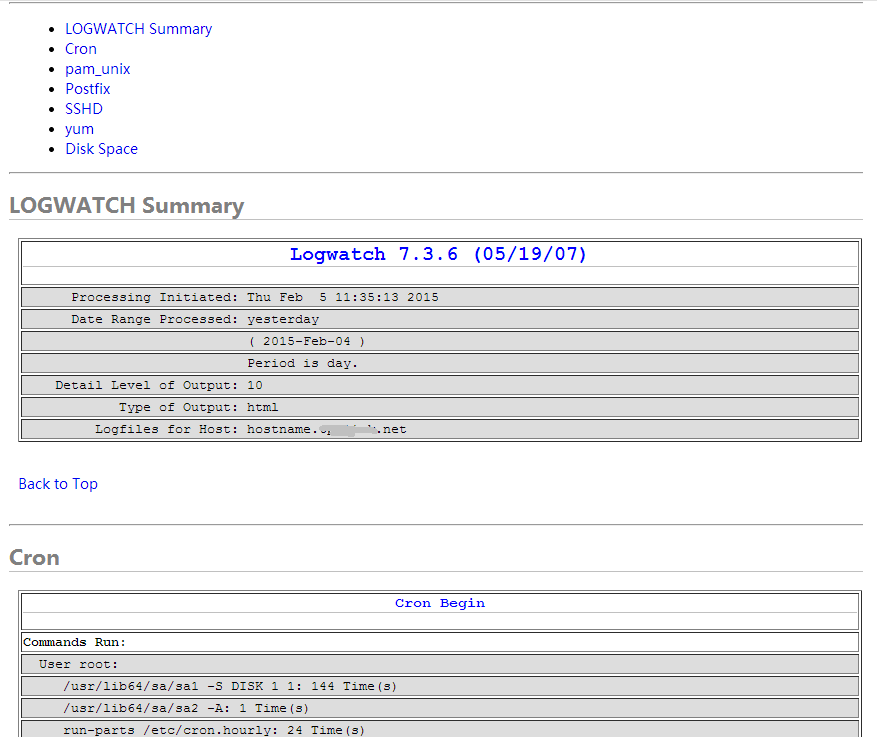 LOGWATCH Summary
Cron
pam_unix
Postfix
SSHD
yum
Disk Space
LOGWATCH Summary
Logwatch 7.3.6 (05/19/07)
Processing Initiated: Thu Feb  5 11:35:13 2015
Date Range Processed: yesterday
( 2015-Feb-04 )
Period is day.
Detail Level of Output: 10
Type of Output: html
Logfiles for Host: hostname. .net
Back to Top
Cron
Cron Begin
Commands Run:
User root:
/usr/lib64/sa/sa1 -S DISK 1 1: 144 Time(s)
/usr/lib64/sa/sa2 -A: 1 Time(s)
run-parts /etc/cron.hourly: 24 Time(s)